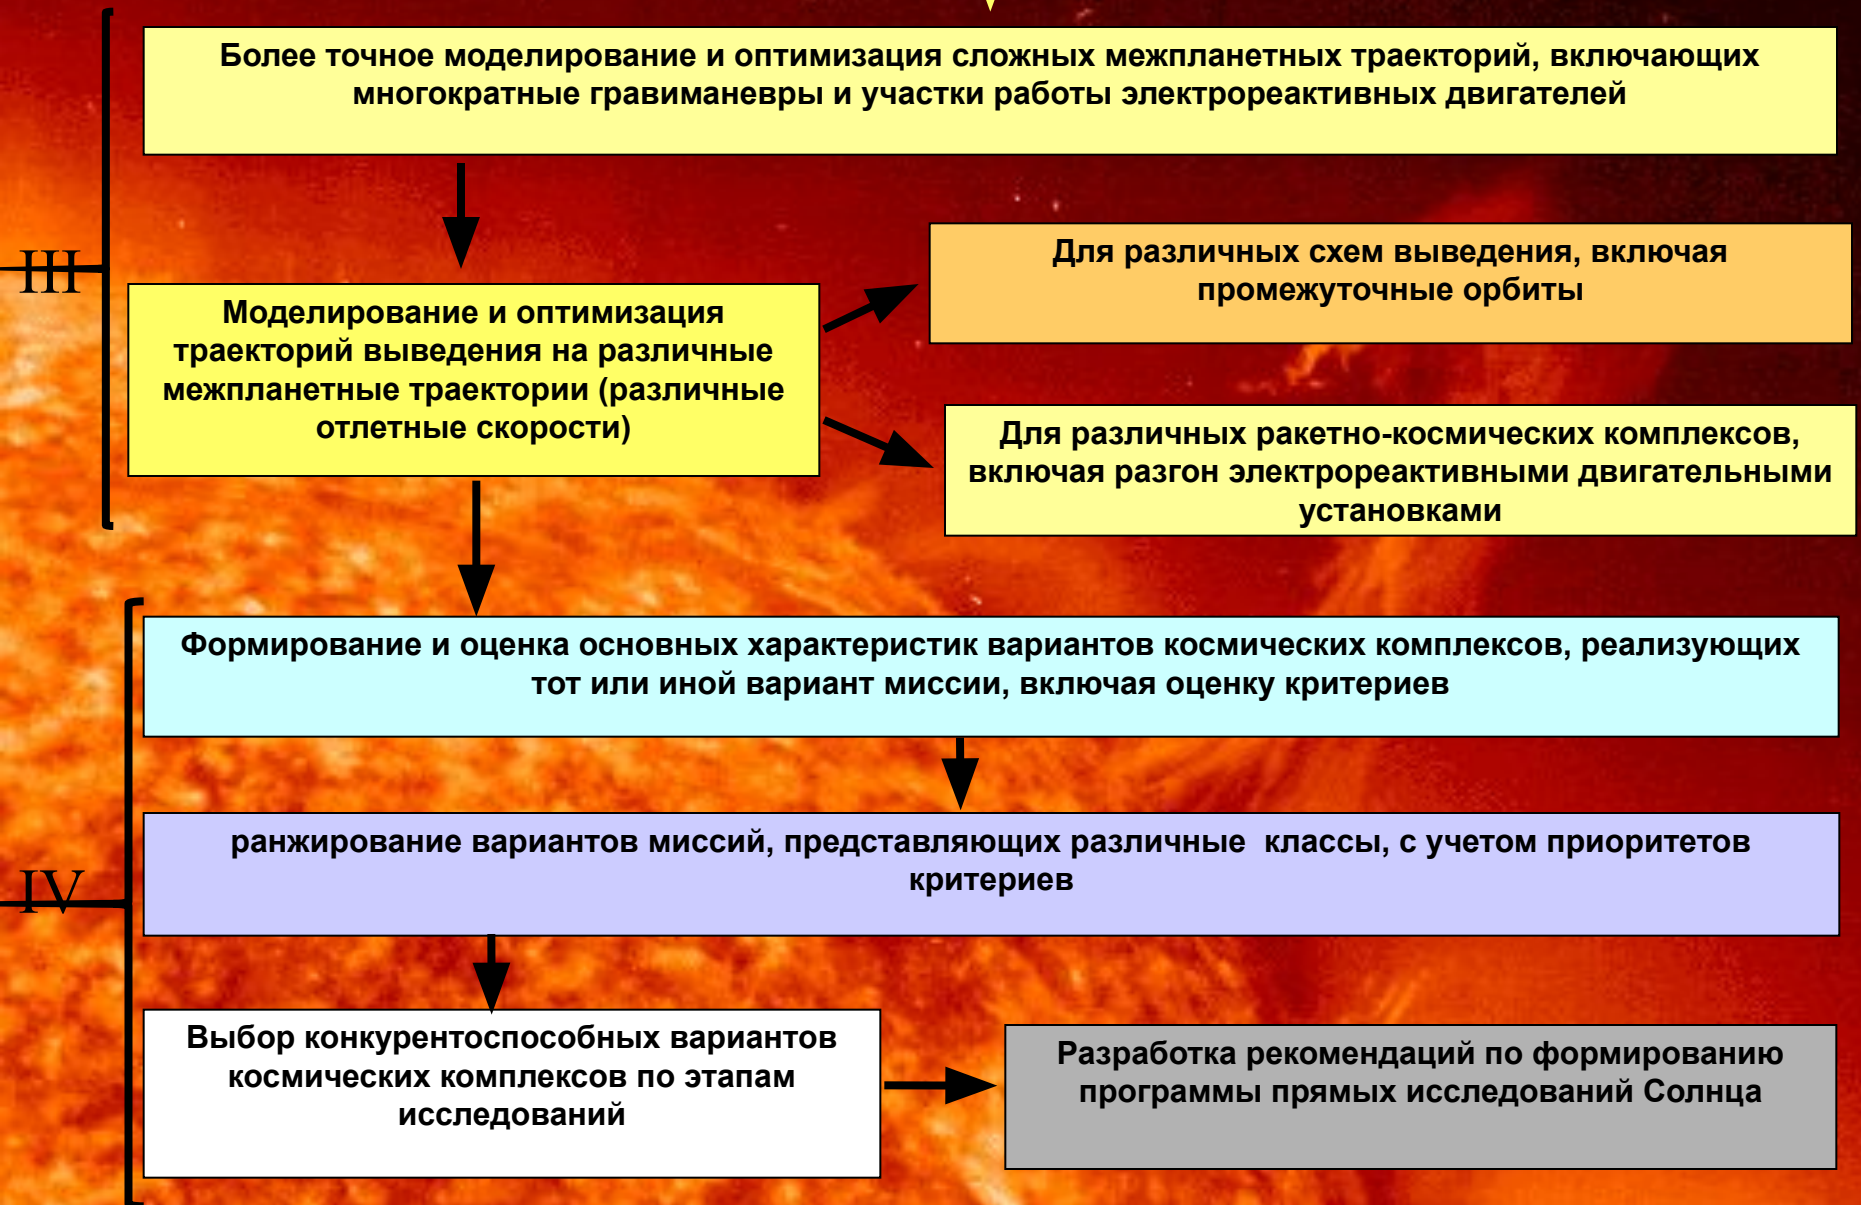 Более точное моделирование и оптимизация сложных межпланетных траекторий, включающих
многократные гравиманевры и участки работы электрореактивных двигателей
III
Для различных схем выведения, включая
промежуточные орбиты
Моделирование и оптимизация
траекторий выведения на различные
межпланетные траектории (различные
отлетные скорости)
Для различных ракетно-космических комплексов,
включая разгон электрореактивными двигательными
установками
Формирование и оценка основных характеристик вариантов космических комплексов, реализующих
тот или иной вариант миссии, включая оценку критериев
ранжирование вариантов миссий, представляющих различные  классы, с учетом приоритетов
критериев
IV
Выбор конкурентоспособных вариантов
космических комплексов по этапам
исследований
Разработка рекомендаций по формированию
программы прямых исследований Солнца